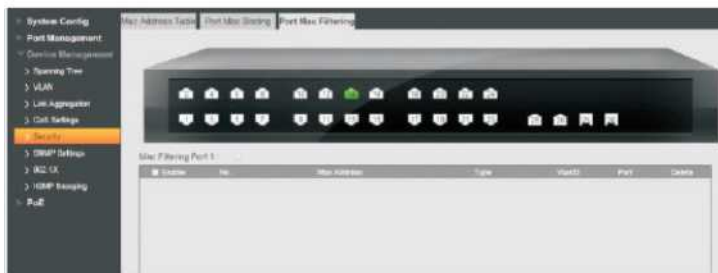 System Config
Port Management
Device Management
Spanning Tree
VLAN
Link Aggregation
CoS Settings
Security
SNMP Settings
802.1X
IGMP Snooping
PoE
Mac Address Table
Port Mac Binding
Port Mac Filtering
Mac Filtering Port 1
Enable No. Mac Address Type VlanID Port Delete